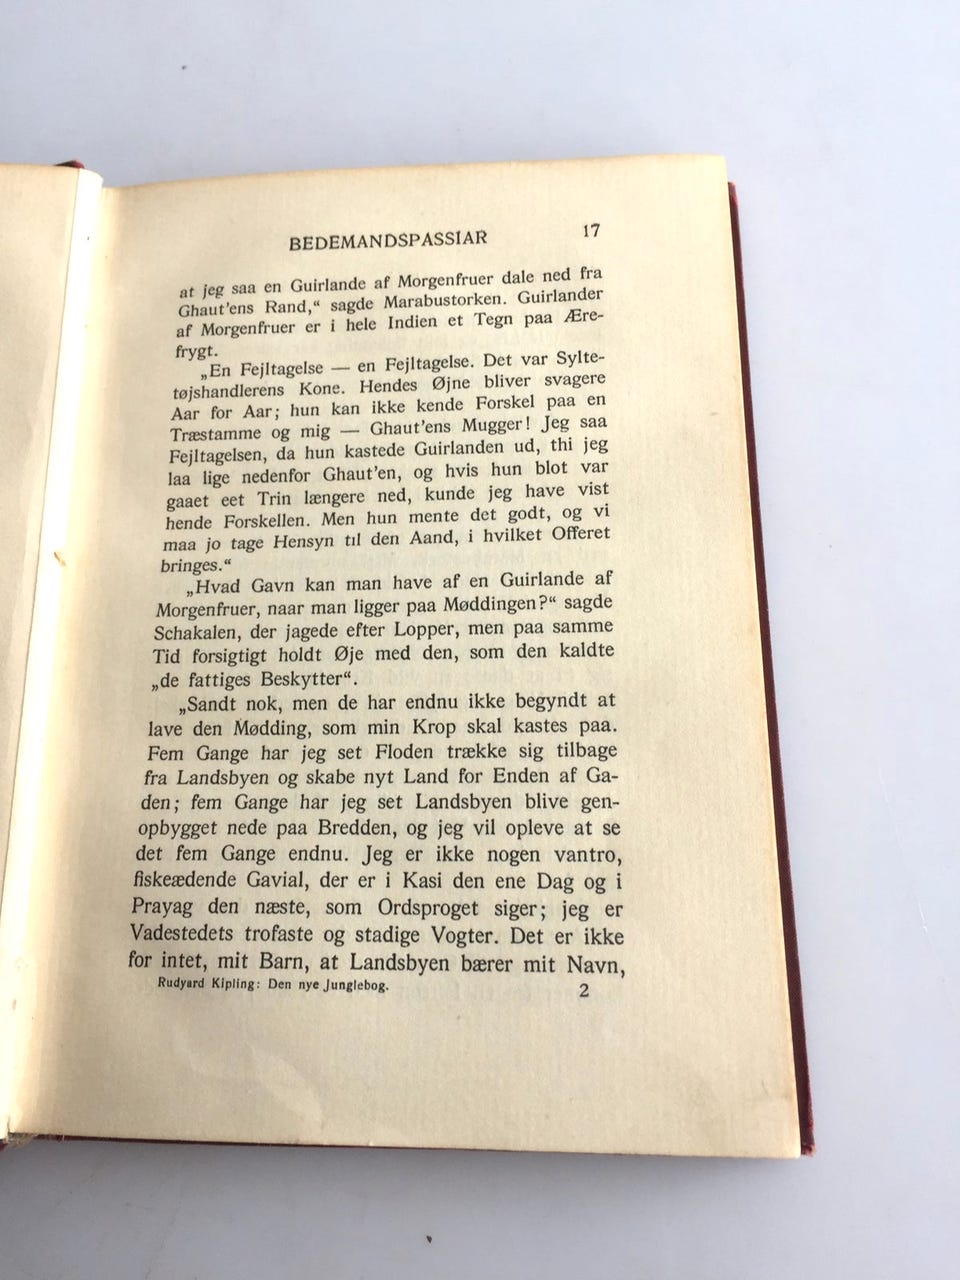 BEDEMANDSPASSIAR 17
at jeg saa en Guirlande af Morgenfruer dale ned fra
Ghaut'ens Rand,“ sagde Marabustorken. Guirlander
af Morgenfruer er i hele Indien et Tegn paa Ære-
frygt.
„En Fejltagelse — en Fejltagelse. Det var Sylte-
tøjshandlerens Kone. Hendes Øjne bliver svagere
Aar for Aar; hun kan ikke kende Forskel paa en
Træstamme og mig — Ghaut'ens Mugger! Jeg saa
Fejltagelsen, da hun kastede Guirlanden ud, thi jeg
laa lige nedenfor Ghaut'en, og hvis hun blot var
gaaet eet Trin længere ned, kunde jeg have vist
hende Forskellen. Men hun mente det godt, og vi
maa jo tage Hensyn til den Aand, i hvilket Offeret
bringes.“
„Hvad Gavn kan man have af en Guirlande af
Morgenfruer, naar man ligger paa Møddingen?“ sagde
Schakalen, der jagede efter Lopper, men paa samme
Tid forsigtigt holdt Øje med den, som den kaldte
„de fattiges Beskytter“.
„Sandt nok, men de har endnu ikke begyndt at
lave den Mødding, som min Krop skal kastes paa.
Fem Gange har jeg set Floden trække sig tilbage
fra Landsbyen og skabe nyt Land for Enden af Ga-
den; fem Gange har jeg set Landsbyen blive gen-
opbygget nede paa Bredden, og jeg vil opleve at se
det fem Gange endnu. Jeg er ikke nogen vantro,
fiskeædende Gavial, der er i Kasi den ene Dag og i
Prayag den næste, som Ordsproget siger; jeg er
Vadestedets trofaste og stadige Vogter. Det er ikke
for intet, mit Barn, at Landsbyen bærer mit Navn,
Rudyard Kipling: Den nye Junglebog. 2